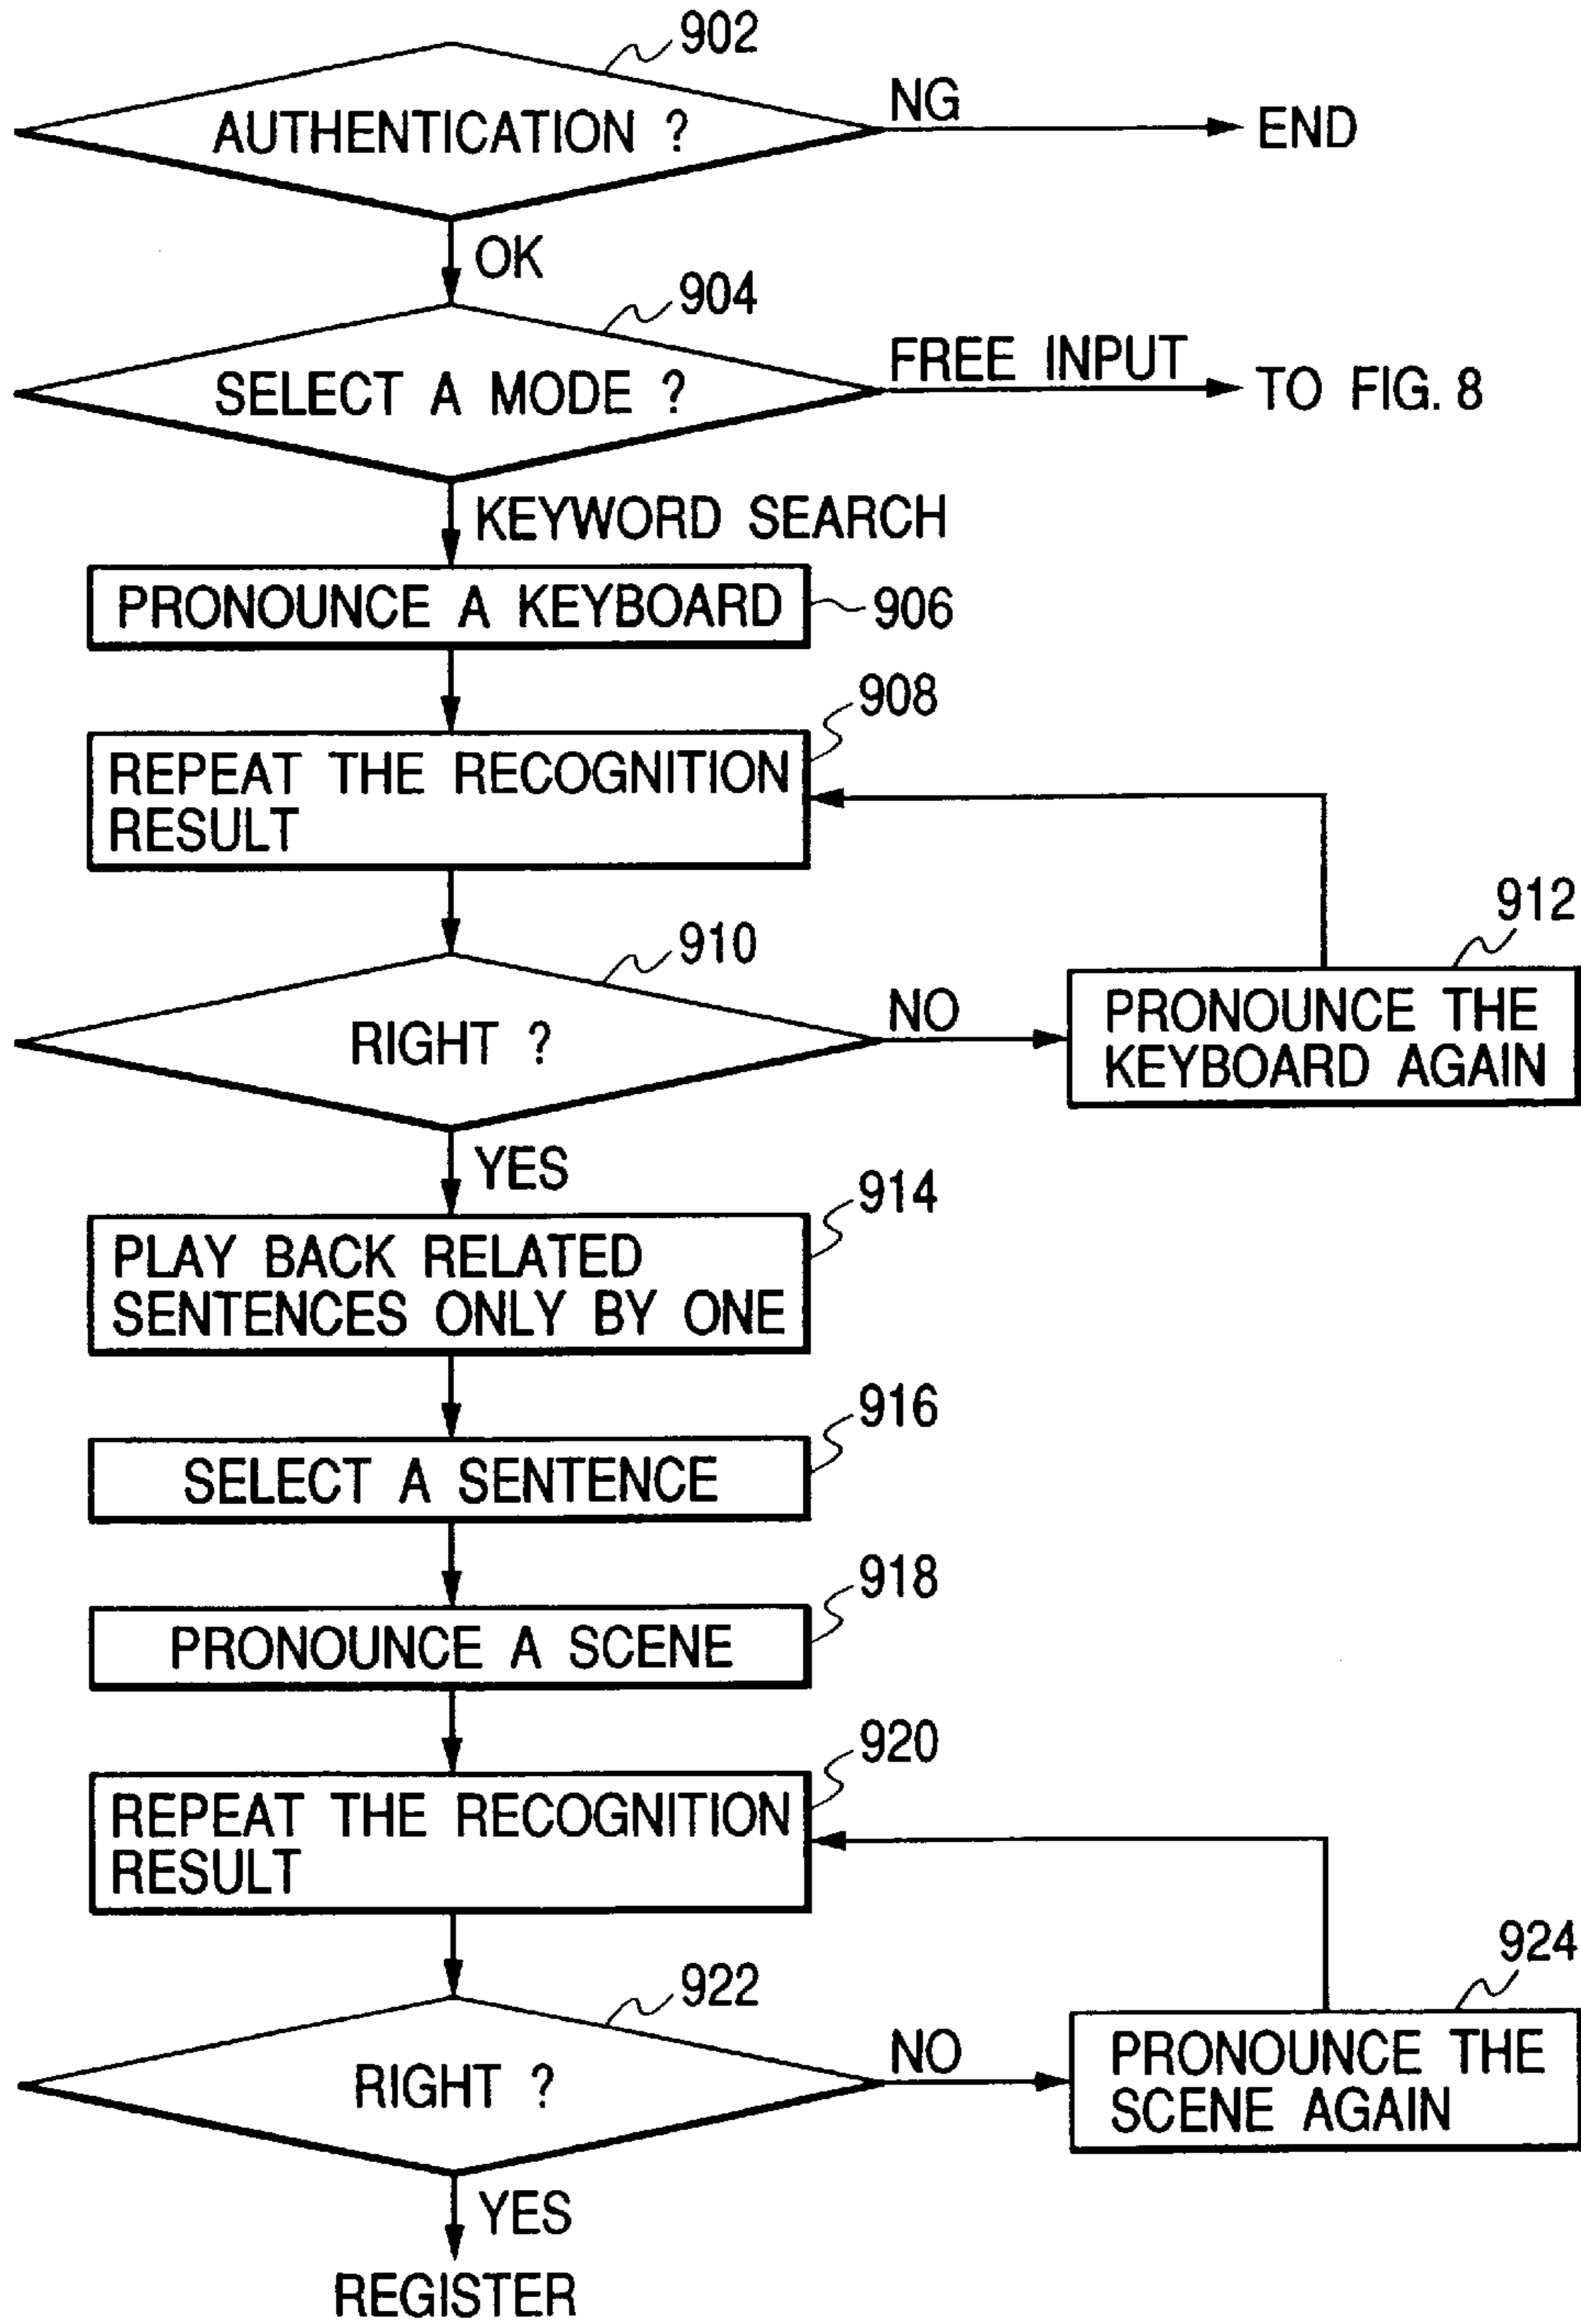 902
AUTHENTICATION ?
NG
END
OK
904
SELECT A MODE ?
FREE INPUT
TO FIG. 8
KEYWORD SEARCH
PRONOUNCE A KEYBOARD
906
908
REPEAT THE RECOGNITION
RESULT
910
RIGHT ?
NO
912
PRONOUNCE THE
KEYBOARD AGAIN
YES
914
PLAY BACK RELATED
SENTENCES ONLY BY ONE
916
SELECT A SENTENCE
918
PRONOUNCE A SCENE
920
REPEAT THE RECOGNITION
RESULT
922
RIGHT ?
NO
924
PRONOUNCE THE
SCENE AGAIN
YES
REGISTER